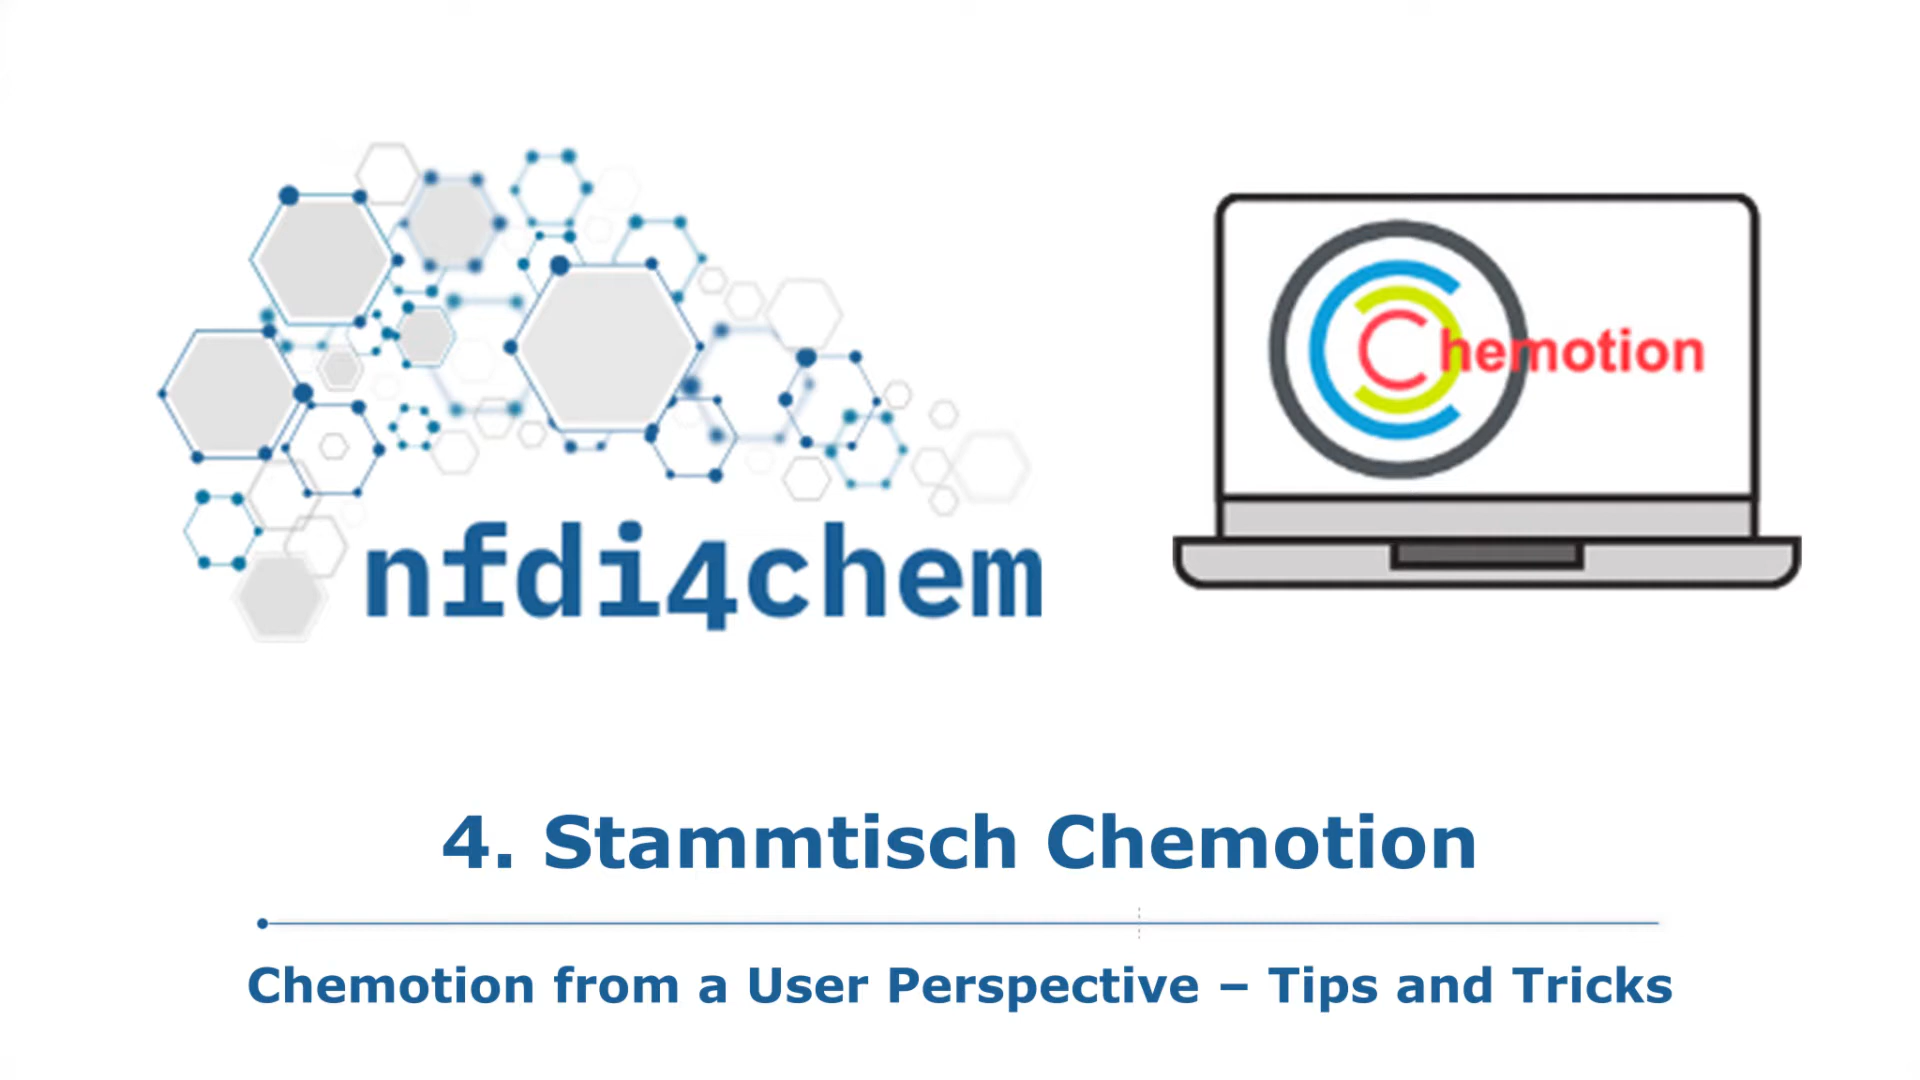 nfdi4chem
Chemotion
4. Stammtisch Chemotion
Chemotion from a User Perspective – Tips and Tricks